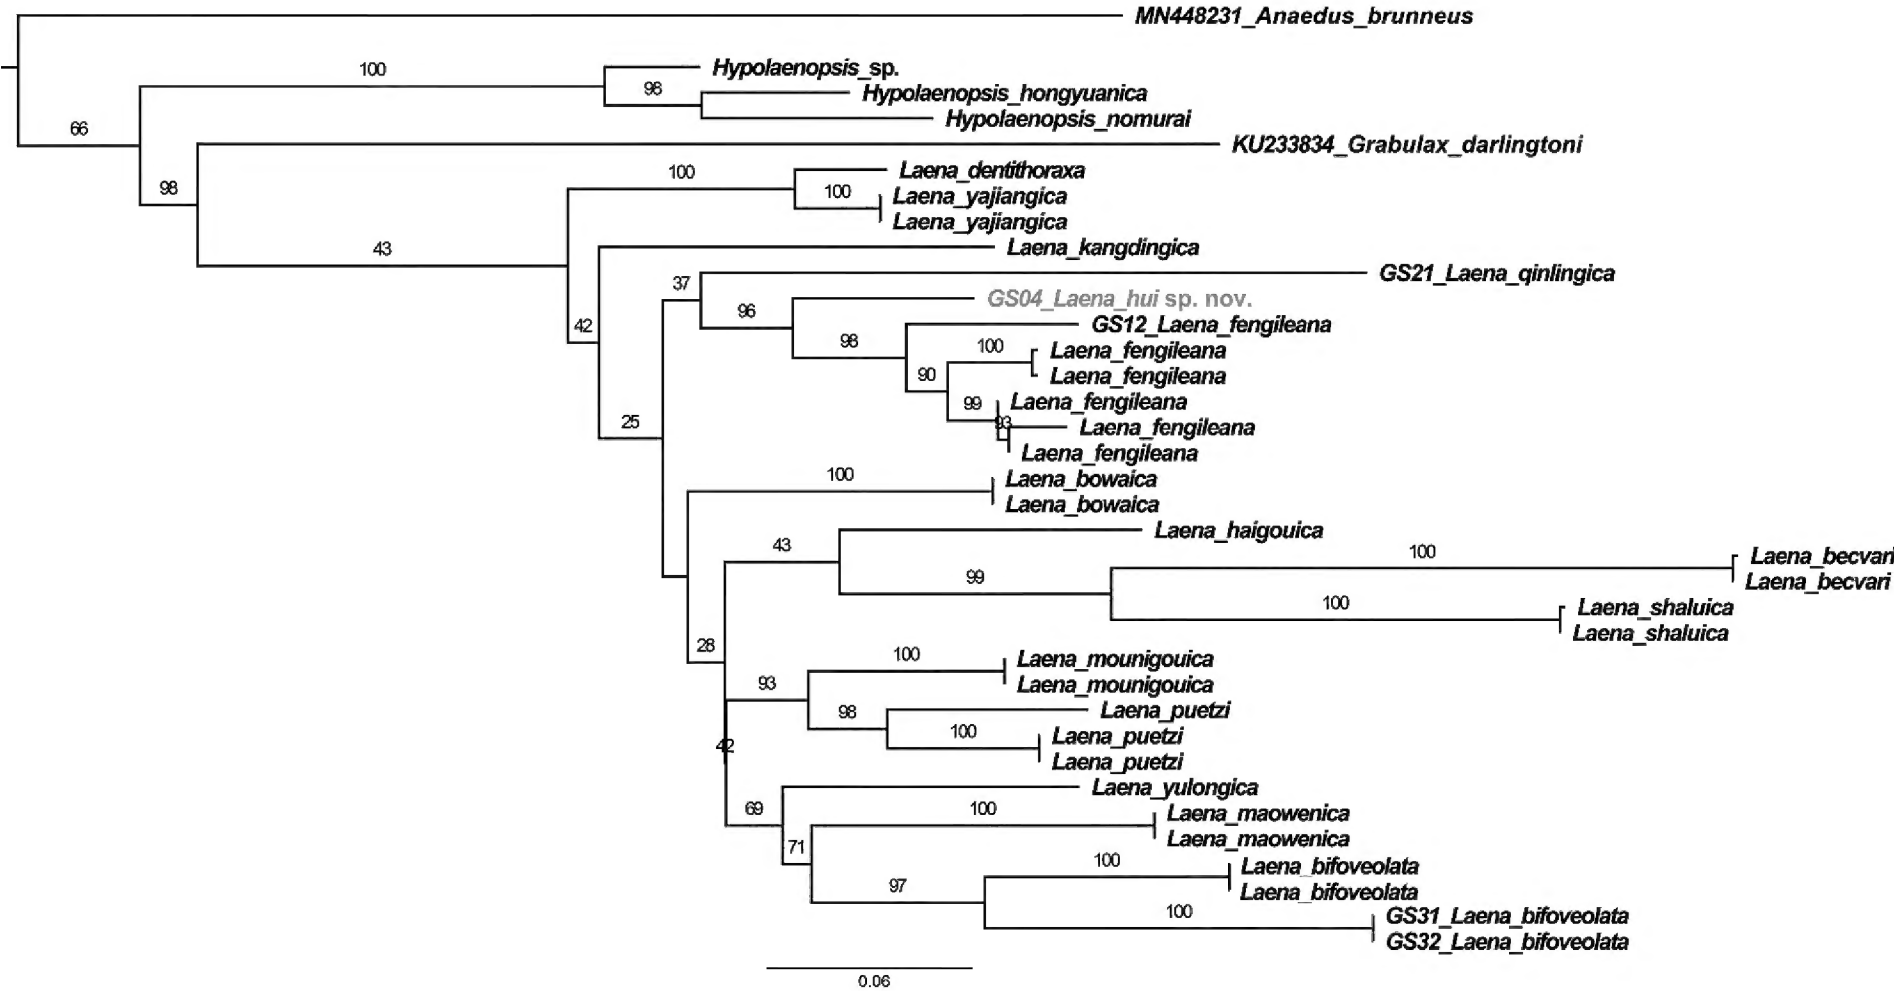 MN448231_Anaedus_brunneus
100
Hypolaenopsis_sp.
98
Hypolaenopsis_hongyuanica
Hypolaenopsis_nomurai
66
KU233834_Grabulax_darlingtoni
98
100
Laena_dentithoraxa
100
Laena_yajiangica
Laena_yajiangica
43
Laena_kangdingica
37
GS21_Laena_qinlingica
96
GS04_Laena_hui sp. nov.
42
98
GS12_Laena_fengileana
100
Laena_fengileana
90
Laena_fengileana
99
Laena_fengileana
93
Laena_fengileana
25
Laena_fengileana
100
Laena_bowaica
Laena_bowaica
43
Laena_haigouica
100
Laena_becvari
99
Laena_becvari
100
Laena_shaluica
Laena_shaluica
28
100
Laena_mounigouica
93
Laena_mounigouica
98
Laena_puetzi
100
Laena_puetzi
42
Laena_puetzi
Laena_yulongica
69
100
Laena_maowenica
71
Laena_maowenica
100
Laena_bifoveolata
97
Laena_bifoveolata
100
GS31_Laena_bifoveolata
GS32_Laena_bifoveolata
0.06